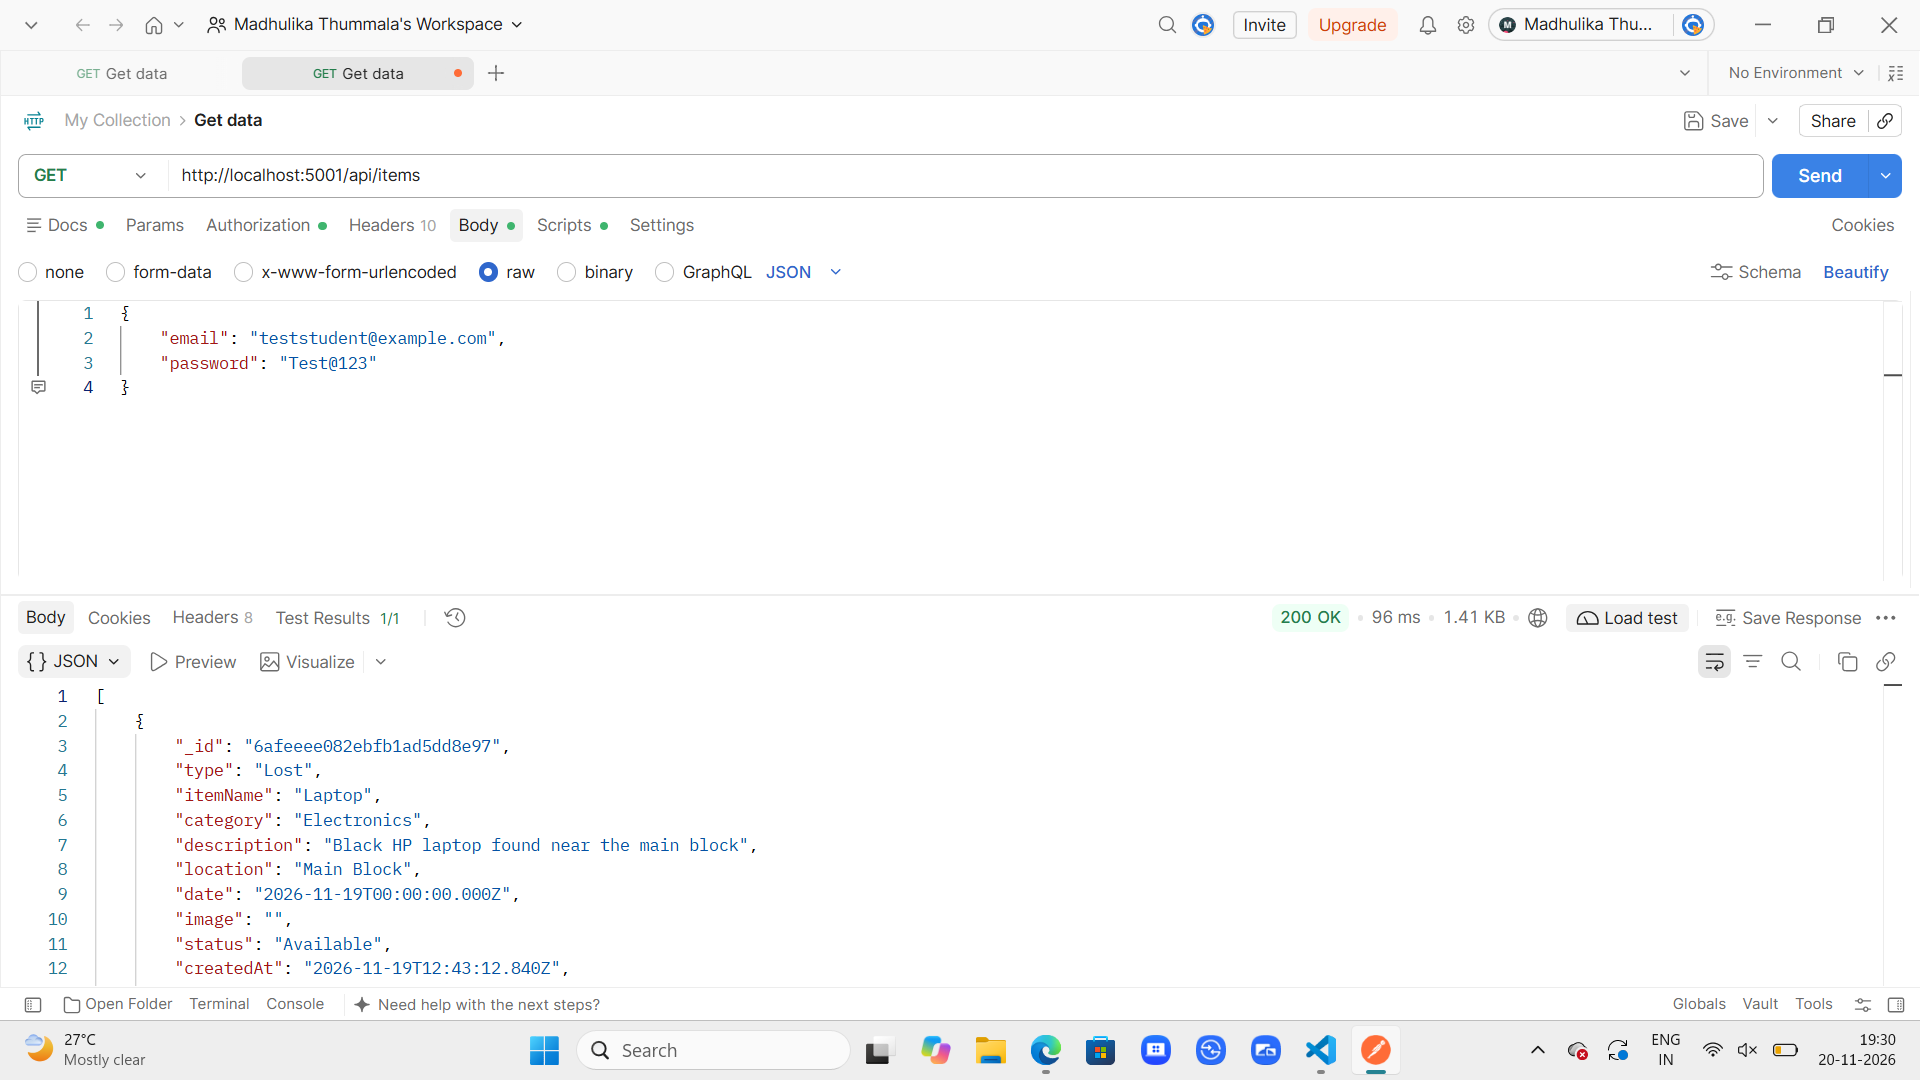 Madhulika Thummala's Workspace
Invite
Upgrade
M
Madhulika Thu...
GET Get data
GET Get data
No Environment
HTTP
My Collection > Get data
Save
Share
GET
http://localhost:5001/api/items
Send
Docs
Params
Authorization
Headers 10
Body
Scripts
Settings
Cookies
none
form-data
x-www-form-urlencoded
raw
binary
GraphQL
JSON
Schema
Beautify
1 {
2 "email": "teststudent@example.com",
3 "password": "Test@123"
4 }
Body
Cookies
Headers 8
Test Results 1/1
200 OK • 96 ms • 1.41 KB
Load test
e.g. Save Response
{} JSON
Preview
Visualize
1 [
2 {
3 "_id": "6afeeee082ebfb1ad5dd8e97",
4 "type": "Lost",
5 "itemName": "Laptop",
6 "category": "Electronics",
7 "description": "Black HP laptop found near the main block",
8 "location": "Main Block",
9 "date": "2026-11-19T00:00:00.000Z",
10 "image": "",
11 "status": "Available",
12 "createdAt": "2026-11-19T12:43:12.840Z",
Open Folder
Terminal
Console
Need help with the next steps?
Globals
Vault
Tools
27°C
Mostly clear
Search
ENG
IN
19:30
20-11-2026